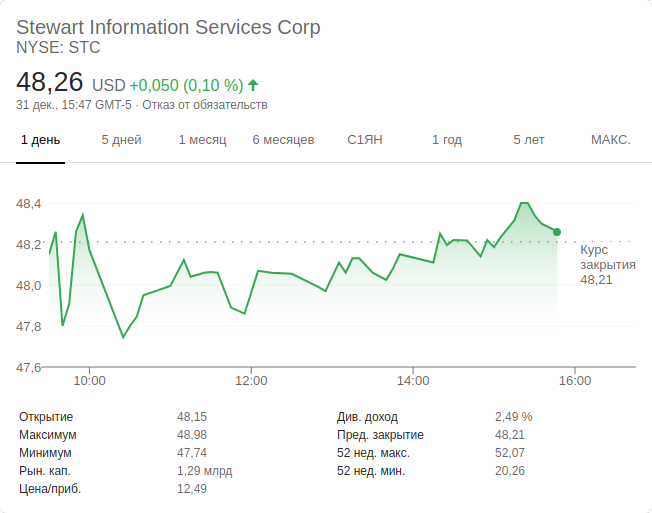 Stewart Information Services Corp
NYSE: STC
48,26 USD +0,050 (0,10 %)
31 дек., 15:47 GMT-5 · Отказ от обязательств
1 день 5 дней 1 месяц 6 месяцев С1ЯН 1 год 5 лет МАКС.
48,4
48,2
48,0
47,8
47,6
Курс
закрытия
48,21
10:00 12:00 14:00 16:00
Открытие 48,15 Див. доход 2,49 %
Максимум 48,98 Пред. закрытие 48,21
Минимум 47,74 52 нед. макс. 52,07
Рын. кап. 1,29 млрд 52 нед. мин. 20,26
Цена/приб. 12,49